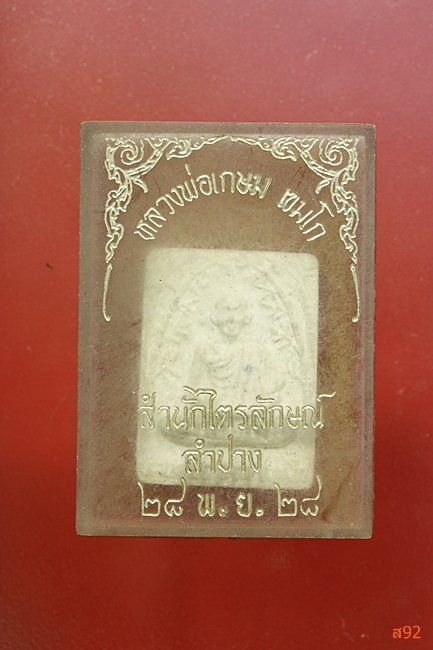 หลวงพ่อเกษม เขมโก
สำนักไตรลักษณ์
ลำปาง
๒๘ พ.ย. ๒๘
ส92